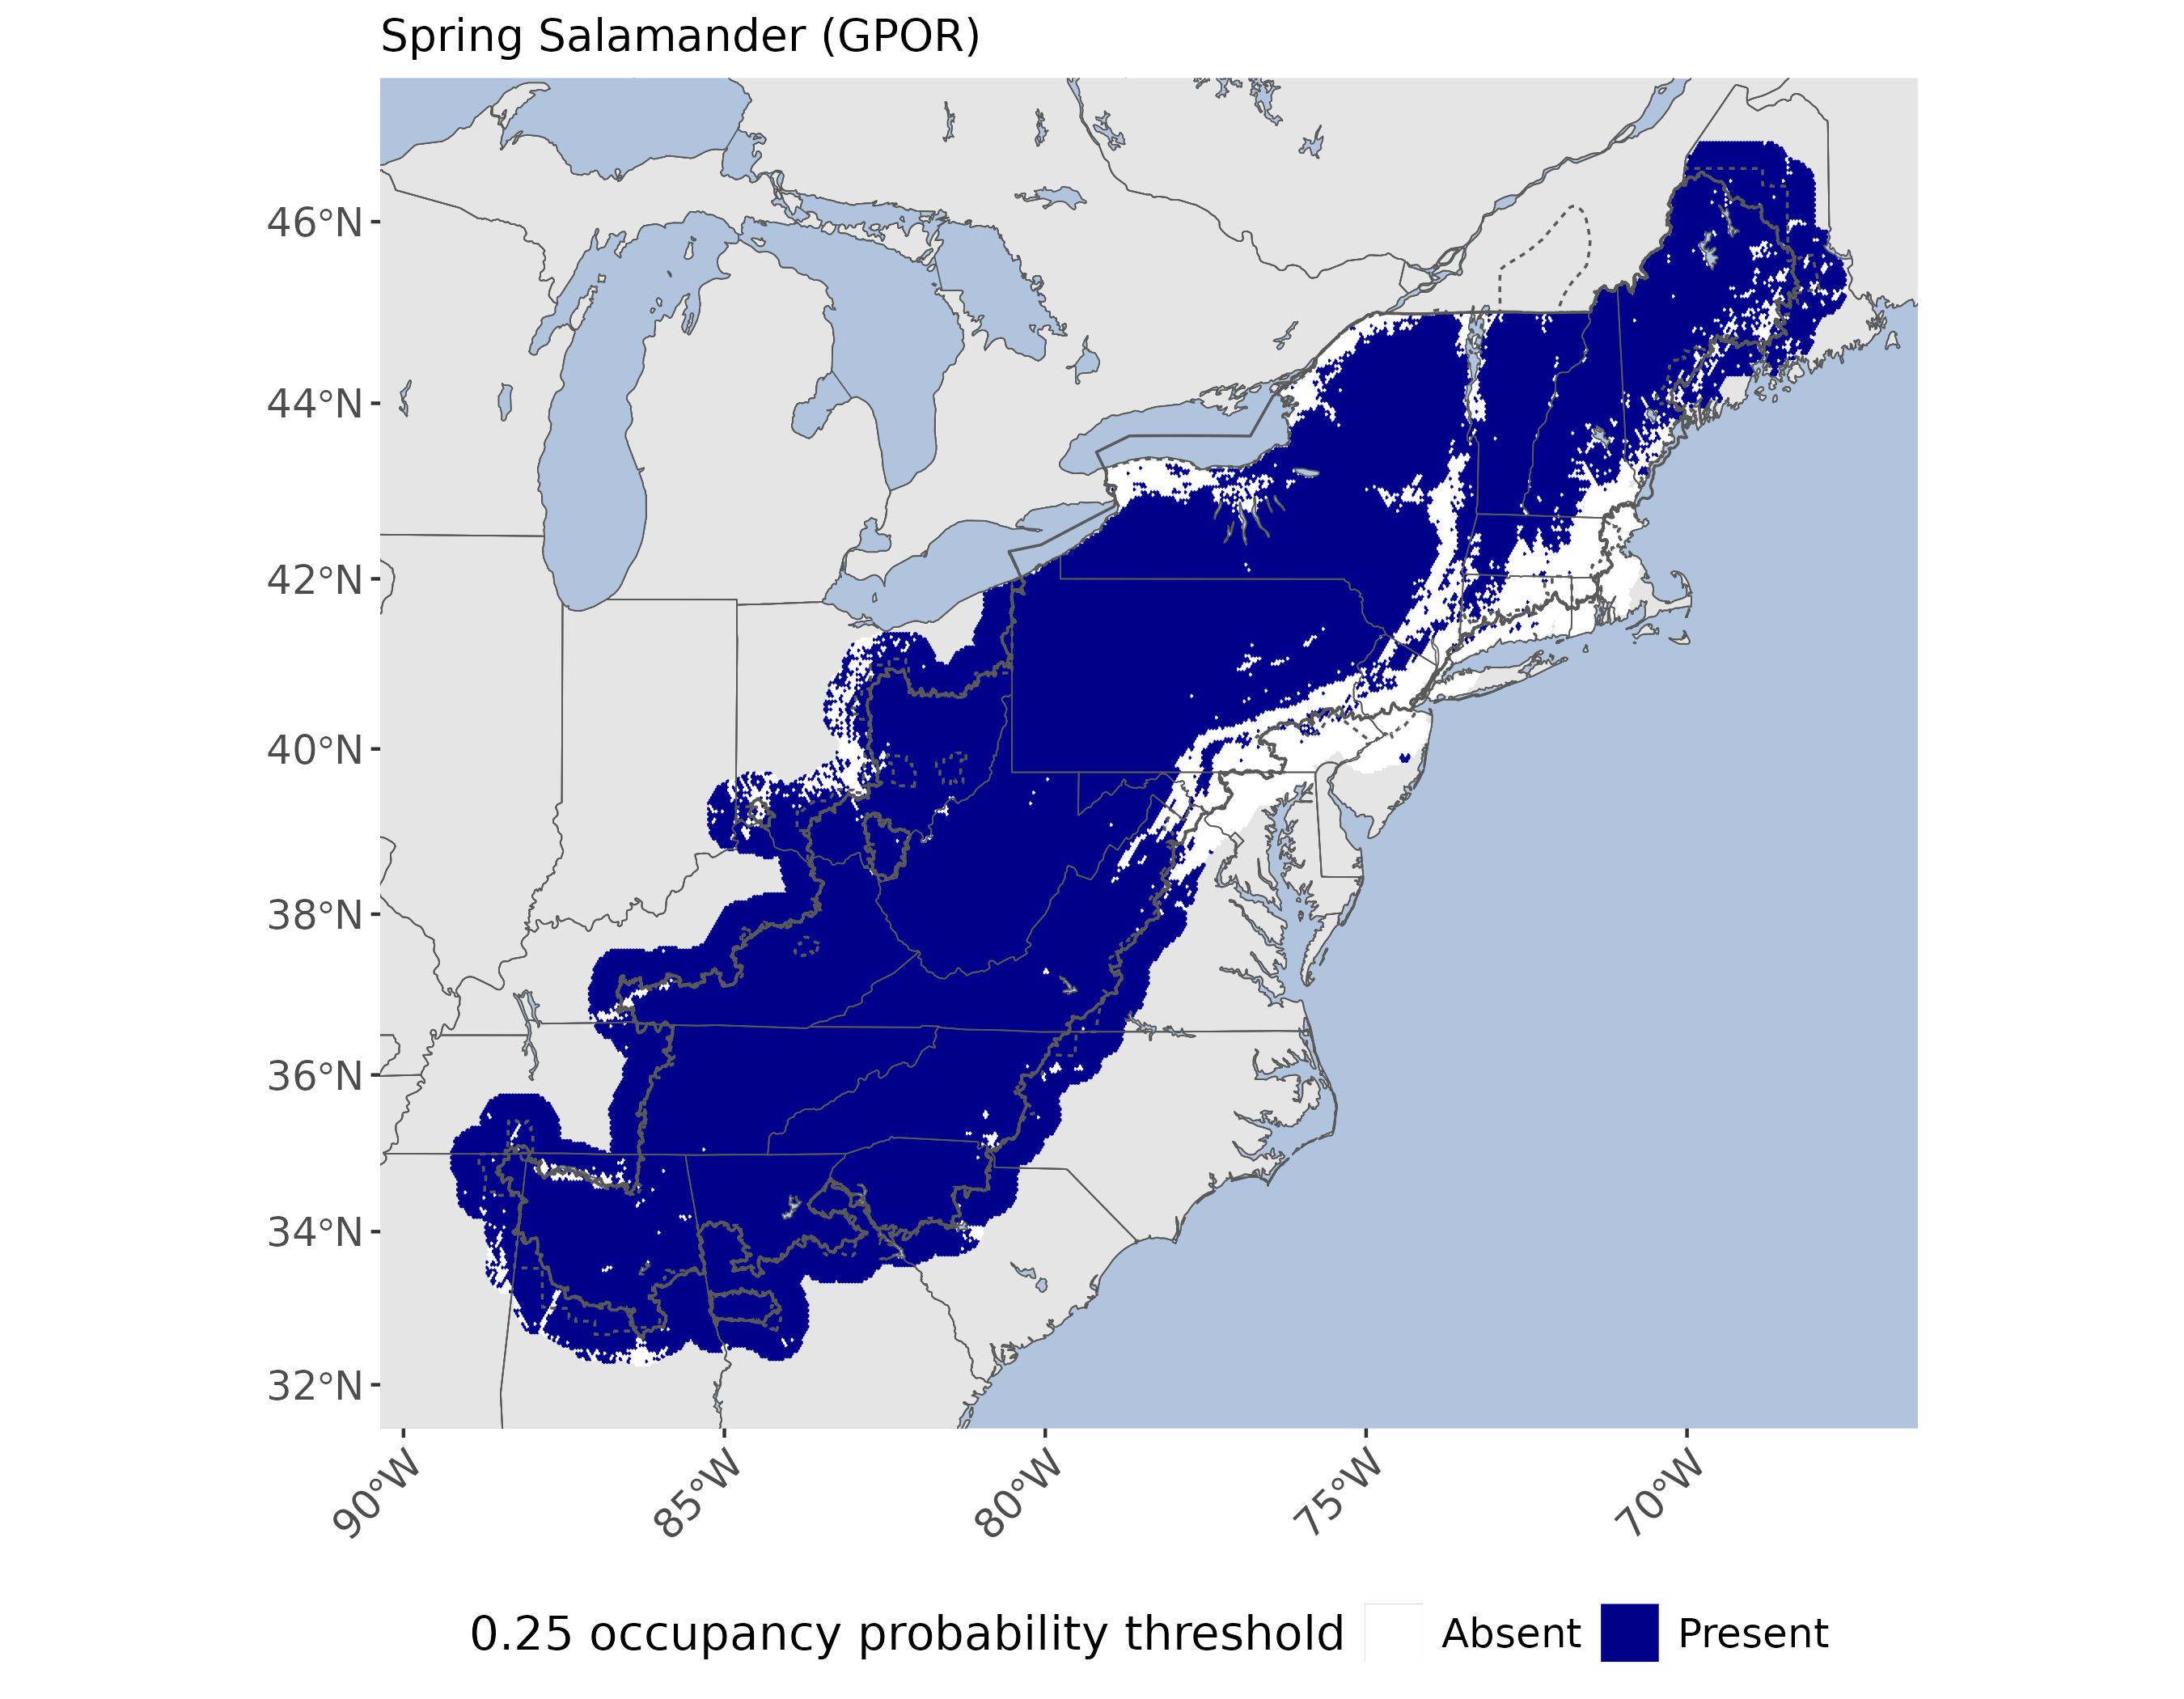 Spring Salamander (GPOR)
46°N
44°N
42°N
40°N
38°N
36°N
34°N
32°N
90°W
85°W
80°W
75°W
70°W
0.25 occupancy probability threshold Absent Present